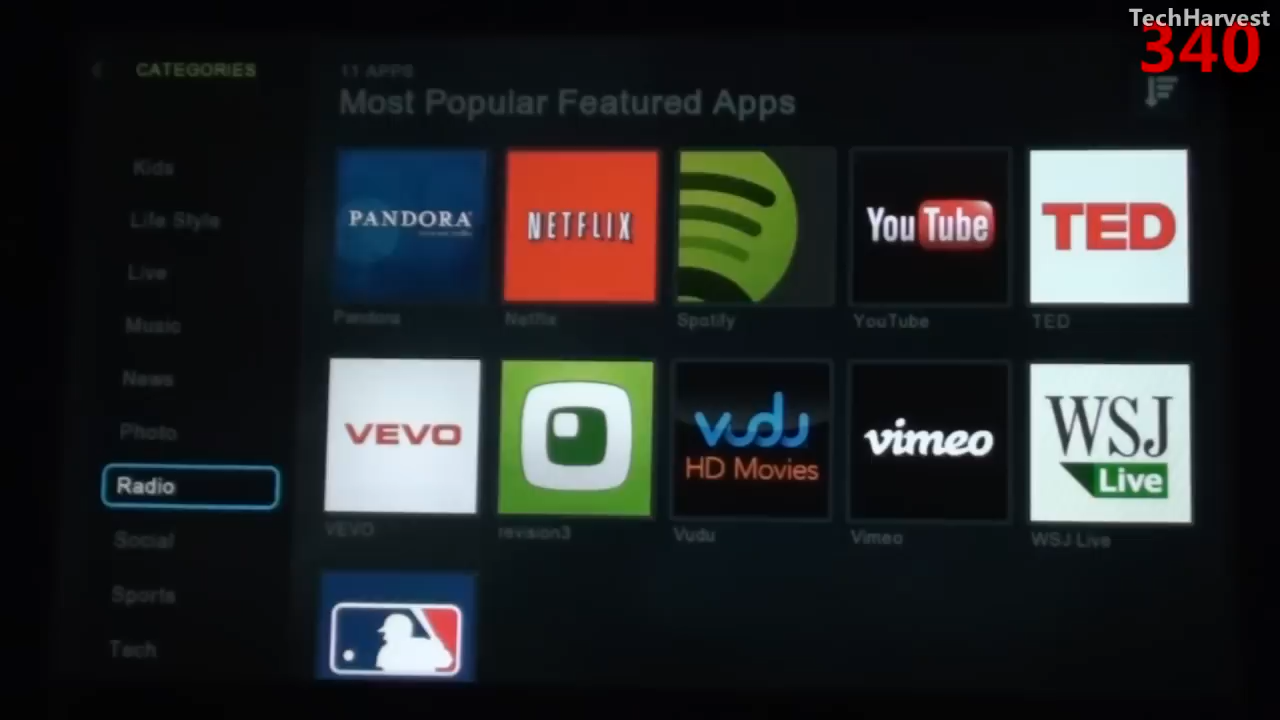 TechHarvest
340
CATEGORIES
11 APPS
Most Popular Featured Apps
Kids
Life Style
Live
Music
News
Photo
Radio
Social
Sports
Tech
PANDORA
NETFLIX
YouTube
TED
Pandora
Netflix
Spotify
YouTube
TED
VEVO
vudu
HD Movies
vimeo
WSJ
Live
VEVO
revision3
Vudu
Vimeo
WSJ Live